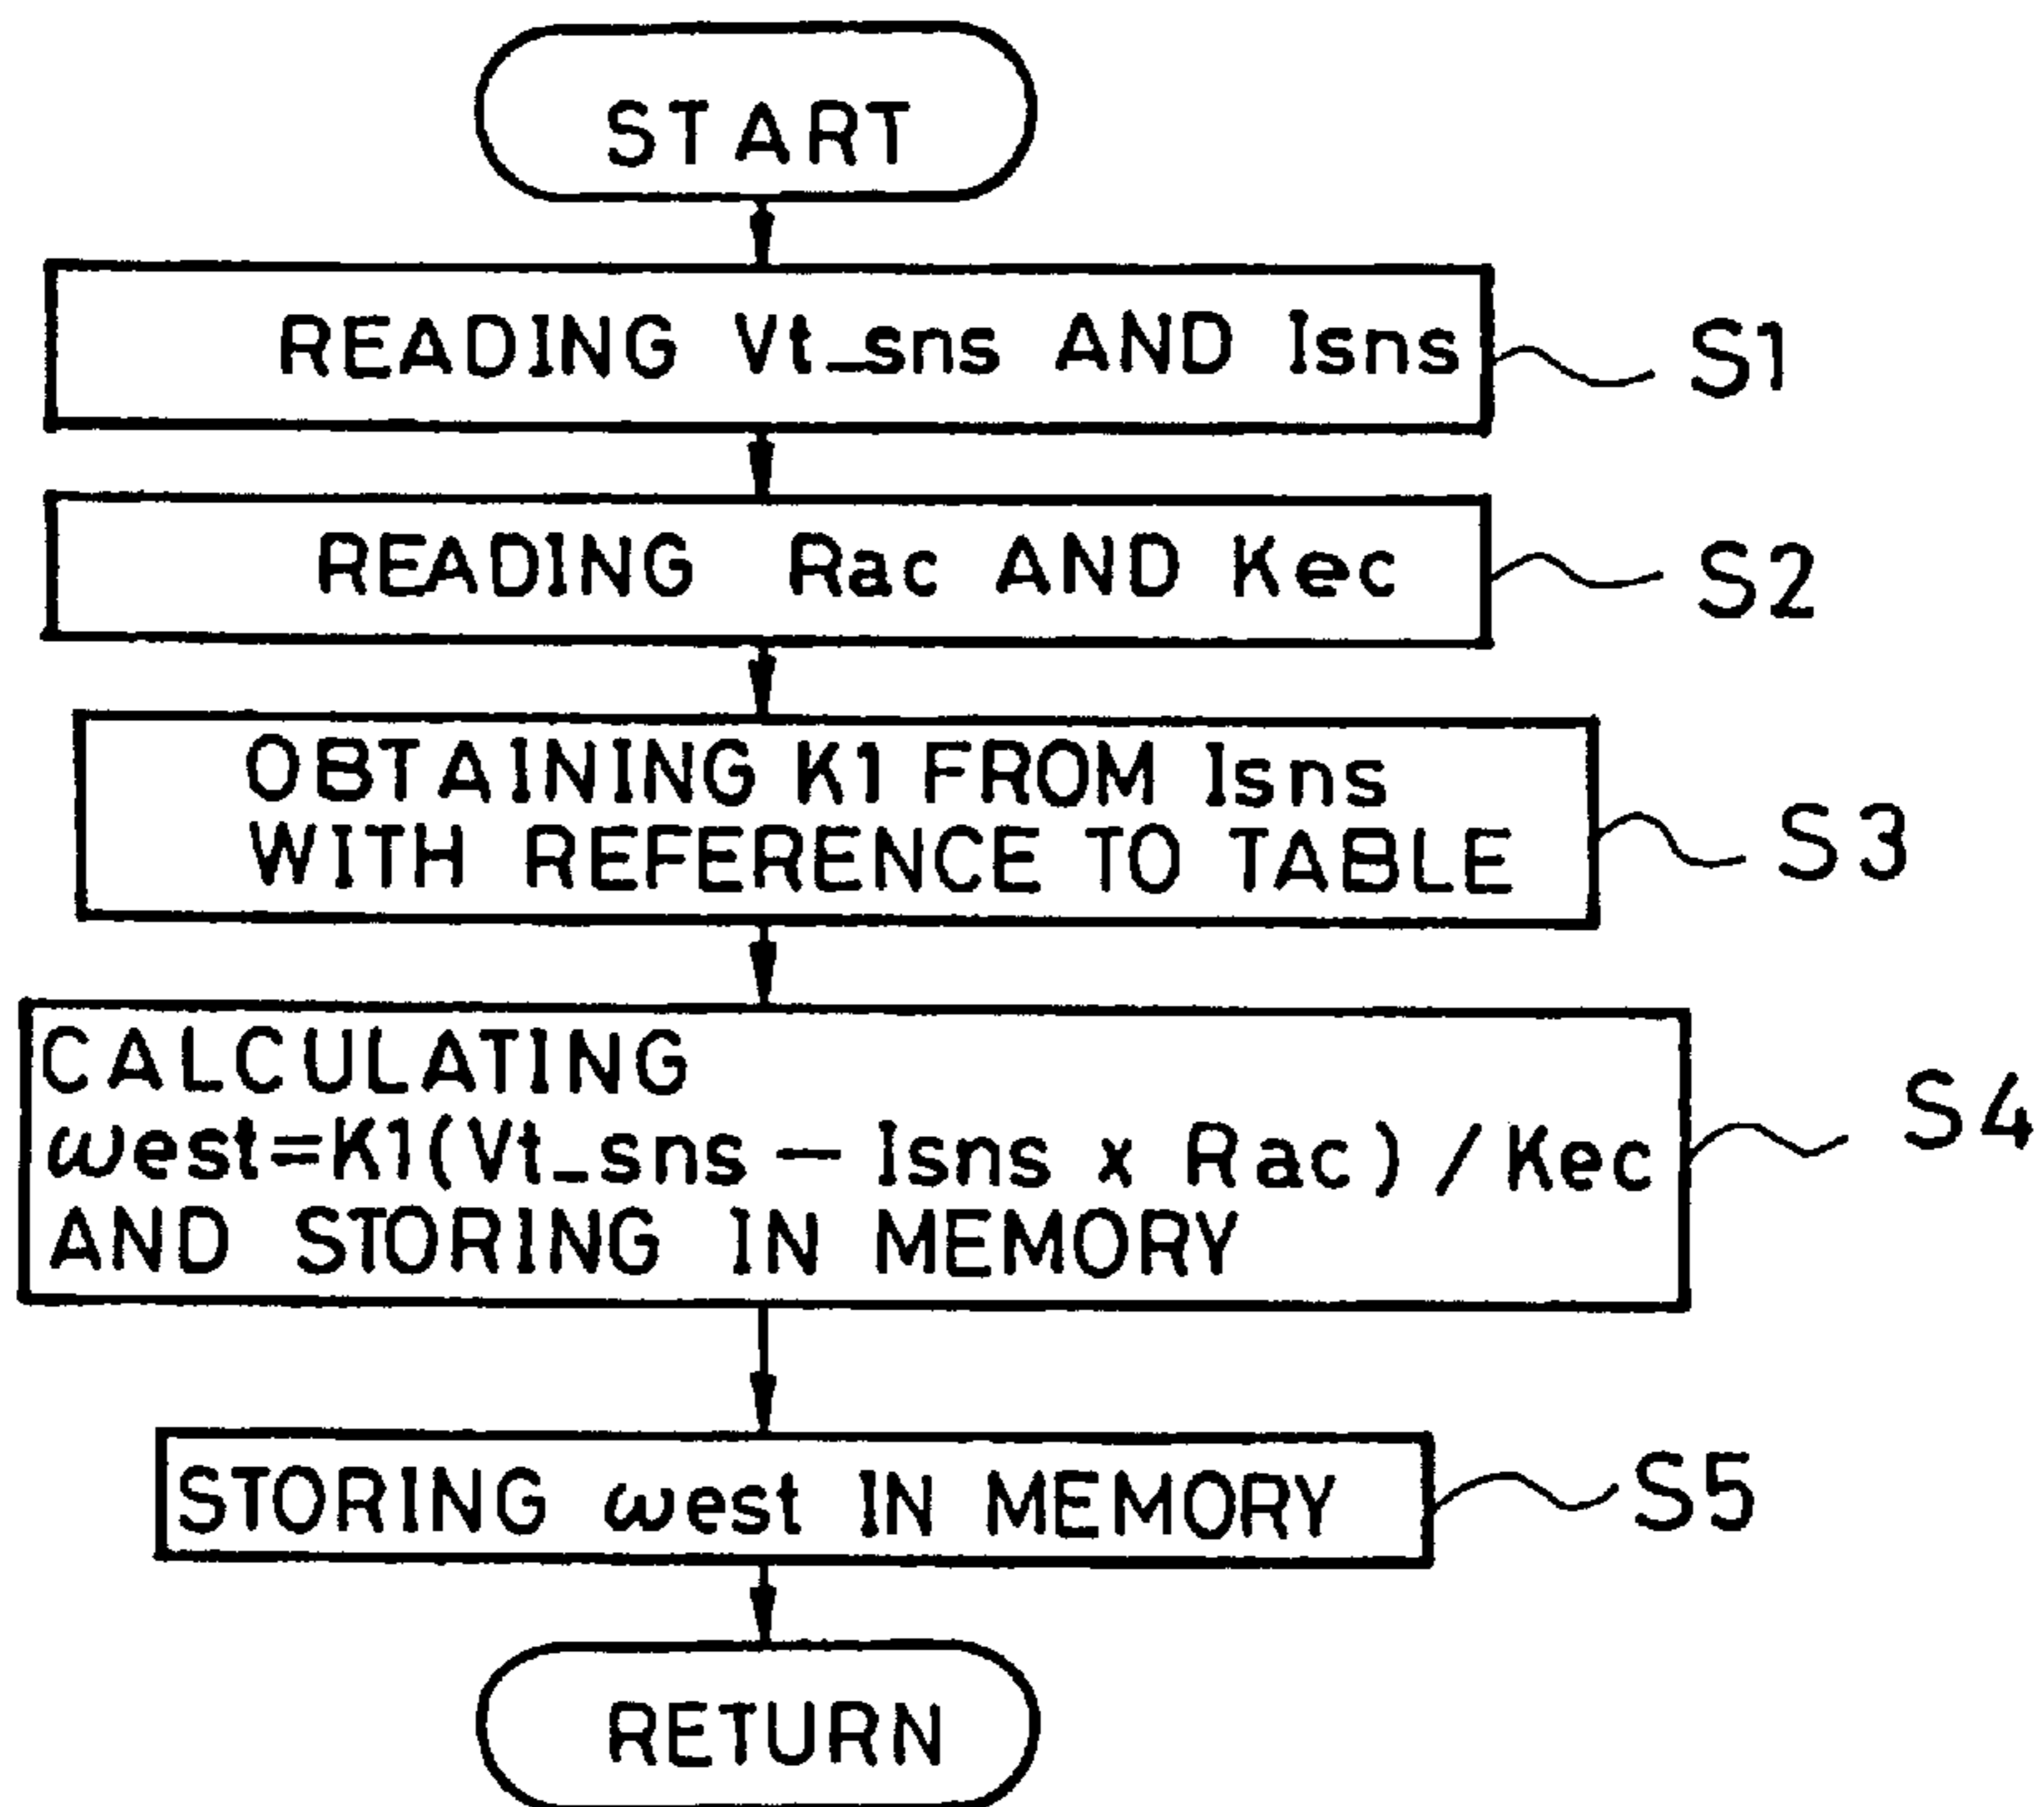 START
READING Vt_sns AND Isns
S1
READING Rac AND Kec
S2
OBTAINING K1 FROM Isns
WITH REFERENCE TO TABLE
S3
CALCULATING
ωest=K1(Vt_sns — Isns x Rac)/Kec
AND STORING IN MEMORY
S4
STORING ωest IN MEMORY
S5
RETURN